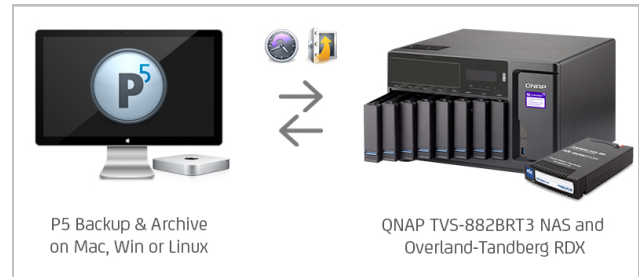 P5
QNAP
P5 Backup & Archive
on Mac, Win or Linux
QNAP TVS-882BRT3 NAS and
Overland-Tandberg RDX